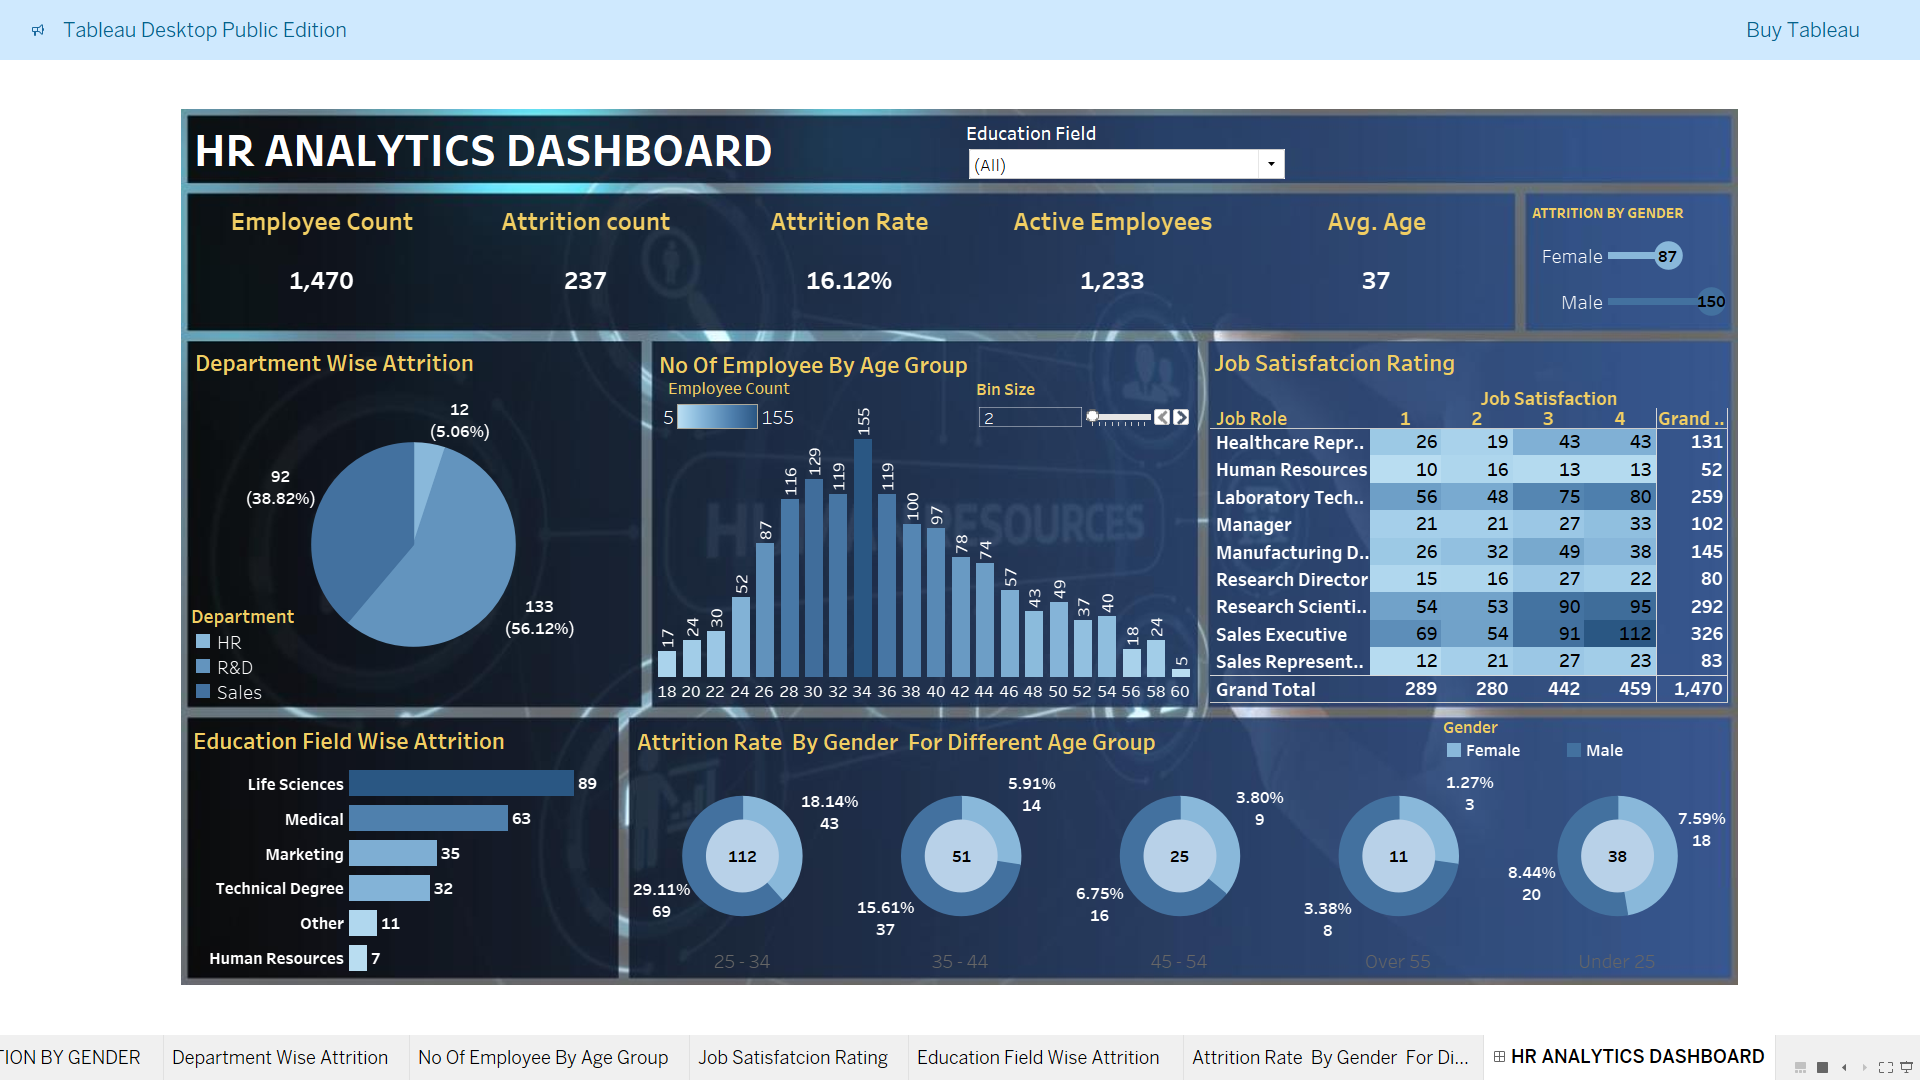 Tableau Desktop Public Edition
Buy Tableau
HR ANALYTICS DASHBOARD
Education Field
(All)
Employee Count
Attrition count
Attrition Rate
Active Employees
Avg. Age
1,470
237
16.12%
1,233
37
ATTRITION BY GENDER
Female 87
Male 150
Department Wise Attrition
12
(5.06%)
92
(38.82%)
133
(56.12%)
Department
HR
R&D
Sales
No Of Employee By Age Group
Employee Count
5 155
Bin Size
2
17 24 30 52 87 116 129 119 155 119 100 97 78 74 57 43 49 37 40 18 24 5
18 20 22 24 26 28 30 32 34 36 38 40 42 44 46 48 50 52 54 56 58 60
HUMAN RESOURCES
Job Satisfatcion Rating
Job Satisfaction
Job Role 1 2 3 4 Grand ..
Healthcare Repr.. 26 19 43 43 131
Human Resources 10 16 13 13 52
Laboratory Tech.. 56 48 75 80 259
Manager 21 21 27 33 102
Manufacturing D.. 26 32 49 38 145
Research Director 15 16 27 22 80
Research Scienti.. 54 53 90 95 292
Sales Executive 69 54 91 112 326
Sales Represent.. 12 21 27 23 83
Grand Total 289 280 442 459 1,470
Education Field Wise Attrition
Life Sciences 89
Medical 63
Marketing 35
Technical Degree 32
Other 11
Human Resources 7
Attrition Rate By Gender For Different Age Group
Gender
Female Male
18.14%
43
112
29.11%
69
25 - 34
5.91%
14
51
15.61%
37
35 - 44
3.80%
9
25
6.75%
16
45 - 54
1.27%
3
11
3.38%
8
Over 55
7.59%
18
38
8.44%
20
Under 25
TION BY GENDER
Department Wise Attrition
No Of Employee By Age Group
Job Satisfatcion Rating
Education Field Wise Attrition
Attrition Rate By Gender For Di...
HR ANALYTICS DASHBOARD